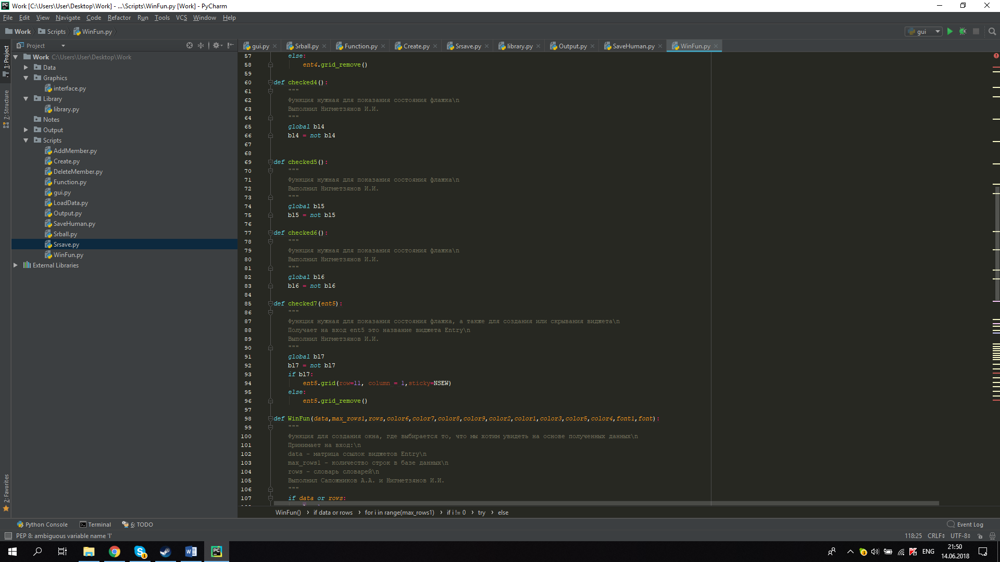 Work [C:\Users\User\Desktop\Work] - ...\Scripts\WinFun.py [Work] - PyCharm
File Edit View Navigate Code Refactor Run Tools VCS Window Help
Work Scripts WinFun.py gui
Project gui.py Srball.py Function.py Create.py Srsave.py library.py Output.py SaveHuman.py WinFun.py
1: Project
7: Structure
2: Favorites
Work C:\Users\User\Desktop\Work
Data
Graphics
interface.py
Library
library.py
Notes
Output
Scripts
AddMember.py
Create.py
DeleteMember.py
Function.py
gui.py
LoadData.py
Output.py
SaveHuman.py
Srball.py
Srsave.py
WinFun.py
External Libraries
57 else:
58 ent4.grid_remove()
59
60 def checked4():
61 """
62 Функция нужная для показания состояния флажка\n
63 Выполнил Нигметзянов И.И.
64 """
65 global bl4
66 bl4 = not bl4
67
68
69 def checked5():
70 """
71 Функция нужная для показания состояния флажка\n
72 Выполнил Нигметзянов И.И.
73 """
74 global bl5
75 bl5 = not bl5
76
77 def checked6():
78 """
79 Функция нужная для показания состояния флажка\n
80 Выполнил Нигметзянов И.И.
81 """
82 global bl6
83 bl6 = not bl6
84
85 def checked7(ent5):
86 """
87 Функция нужная для показания состояния флажка, а также для создания или скрывания виджета\n
88 Получает на вход ent5 это название виджета Entry\n
89 Выполнил Нигметзянов И.И.
90 """
91 global bl7
92 bl7 = not bl7
93 if bl7:
94 ent5.grid(row=11, column = 1,sticky=NSEW)
95 else:
96 ent5.grid_remove()
97
98 def WinFun(data,max_rows1,rows,color6,color7,color8,color9,color2,color1,color3,color5,color4,font1,font):
99 """
100 Функция для создания окна, где выбирается то, что мы хотим увидеть на основе полученных данных\n
101 Принимает на вход:\n
102 data - матрица ссылок виджетов Entry\n
103 max_rows1 - количество строк в базе данных\n
104 rows - словарь словарей\n
105 Выполнил Сапожников А.А. и Нигметзянов И.И.
106 """
107 if data or rows:
WinFun() › if data or rows › for i in range(max_rows1) › if i != 0 › try › else
Python Console Terminal 6: TODO Event Log
PEP 8: ambiguous variable name 'l' 118:25 CRLF UTF-8
ENG 21:50
14.06.2018